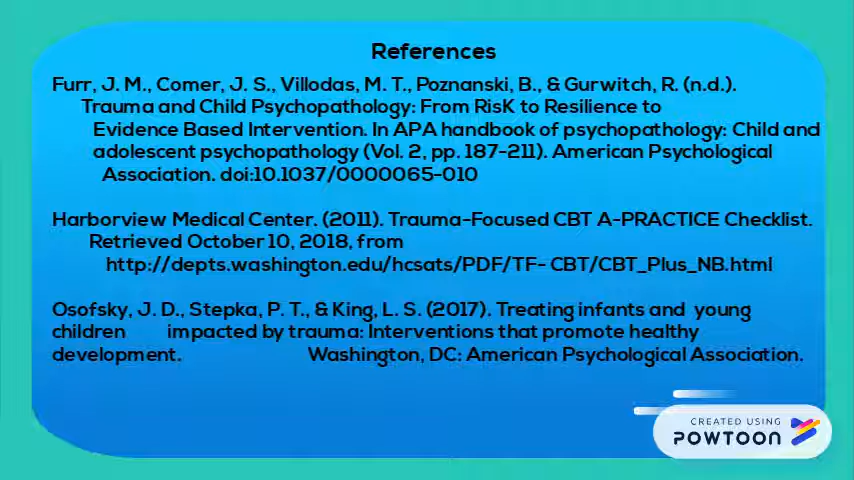 References
Furr, J. M., Comer, J. S., Villodas, M. T., Poznanski, B., & Gurwitch, R. (n.d.).
Trauma and Child Psychopathology: From RisK to Resilience to
Evidence Based Intervention. In APA handbook of psychopathology: Child and
adolescent psychopathology (Vol. 2, pp. 187-211). American Psychological
Association. doi:10.1037/0000065-010
Harborview Medical Center. (2011). Trauma-Focused CBT A-PRACTICE Checklist.
Retrieved October 10, 2018, from
http://depts.washington.edu/hcsats/PDF/TF- CBT/CBT_Plus_NB.html
Osofsky, J. D., Stepka, P. T., & King, L. S. (2017). Treating infants and young
children impacted by trauma: Interventions that promote healthy
development. Washington, DC: American Psychological Association.
CREATED USING
POWTOON